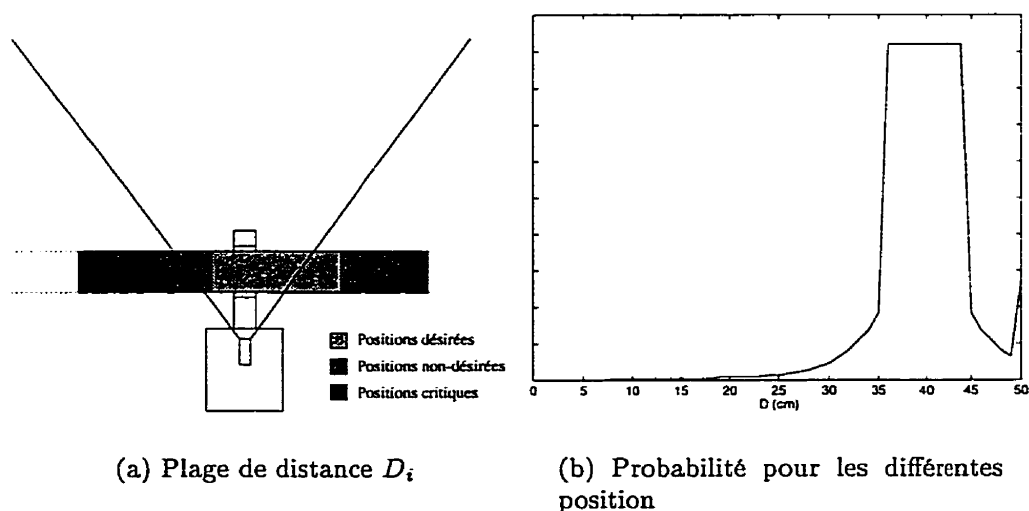 Positions désirées
Positions non-désirées
Positions critiques
0 5 10 15 20 25 30 35 40 45 50
D (cm)
(a) Plage de distance Di
(b) Probabilité pour les différentes
position